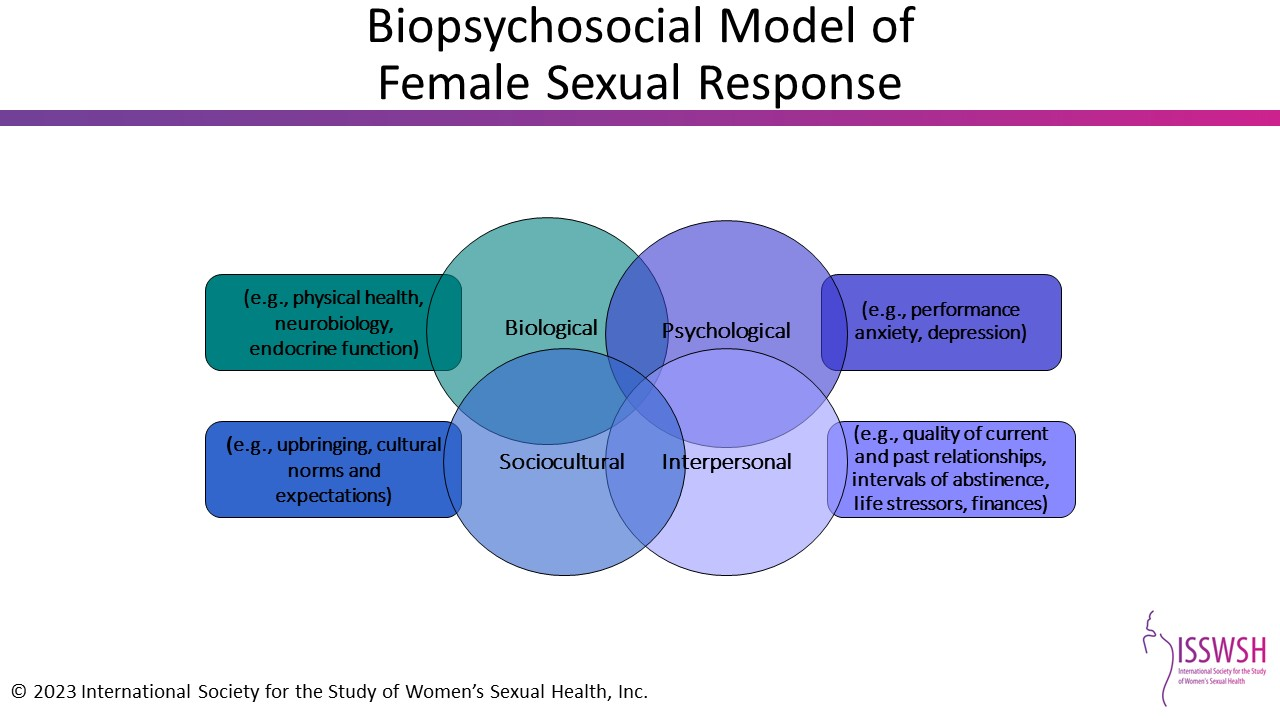 Biopsychosocial Model of
Female Sexual Response
(e.g., physical health,
neurobiology,
endocrine function)
Biological
Psychological
(e.g., performance
anxiety, depression)
(e.g., upbringing, cultural
norms and
expectations)
Sociocultural
Interpersonal
(e.g., quality of current
and past relationships,
intervals of abstinence,
life stressors, finances)
ISSWSH
International Society for the Study
of Women's Sexual Health
© 2023 International Society for the Study of Women’s Sexual Health, Inc.